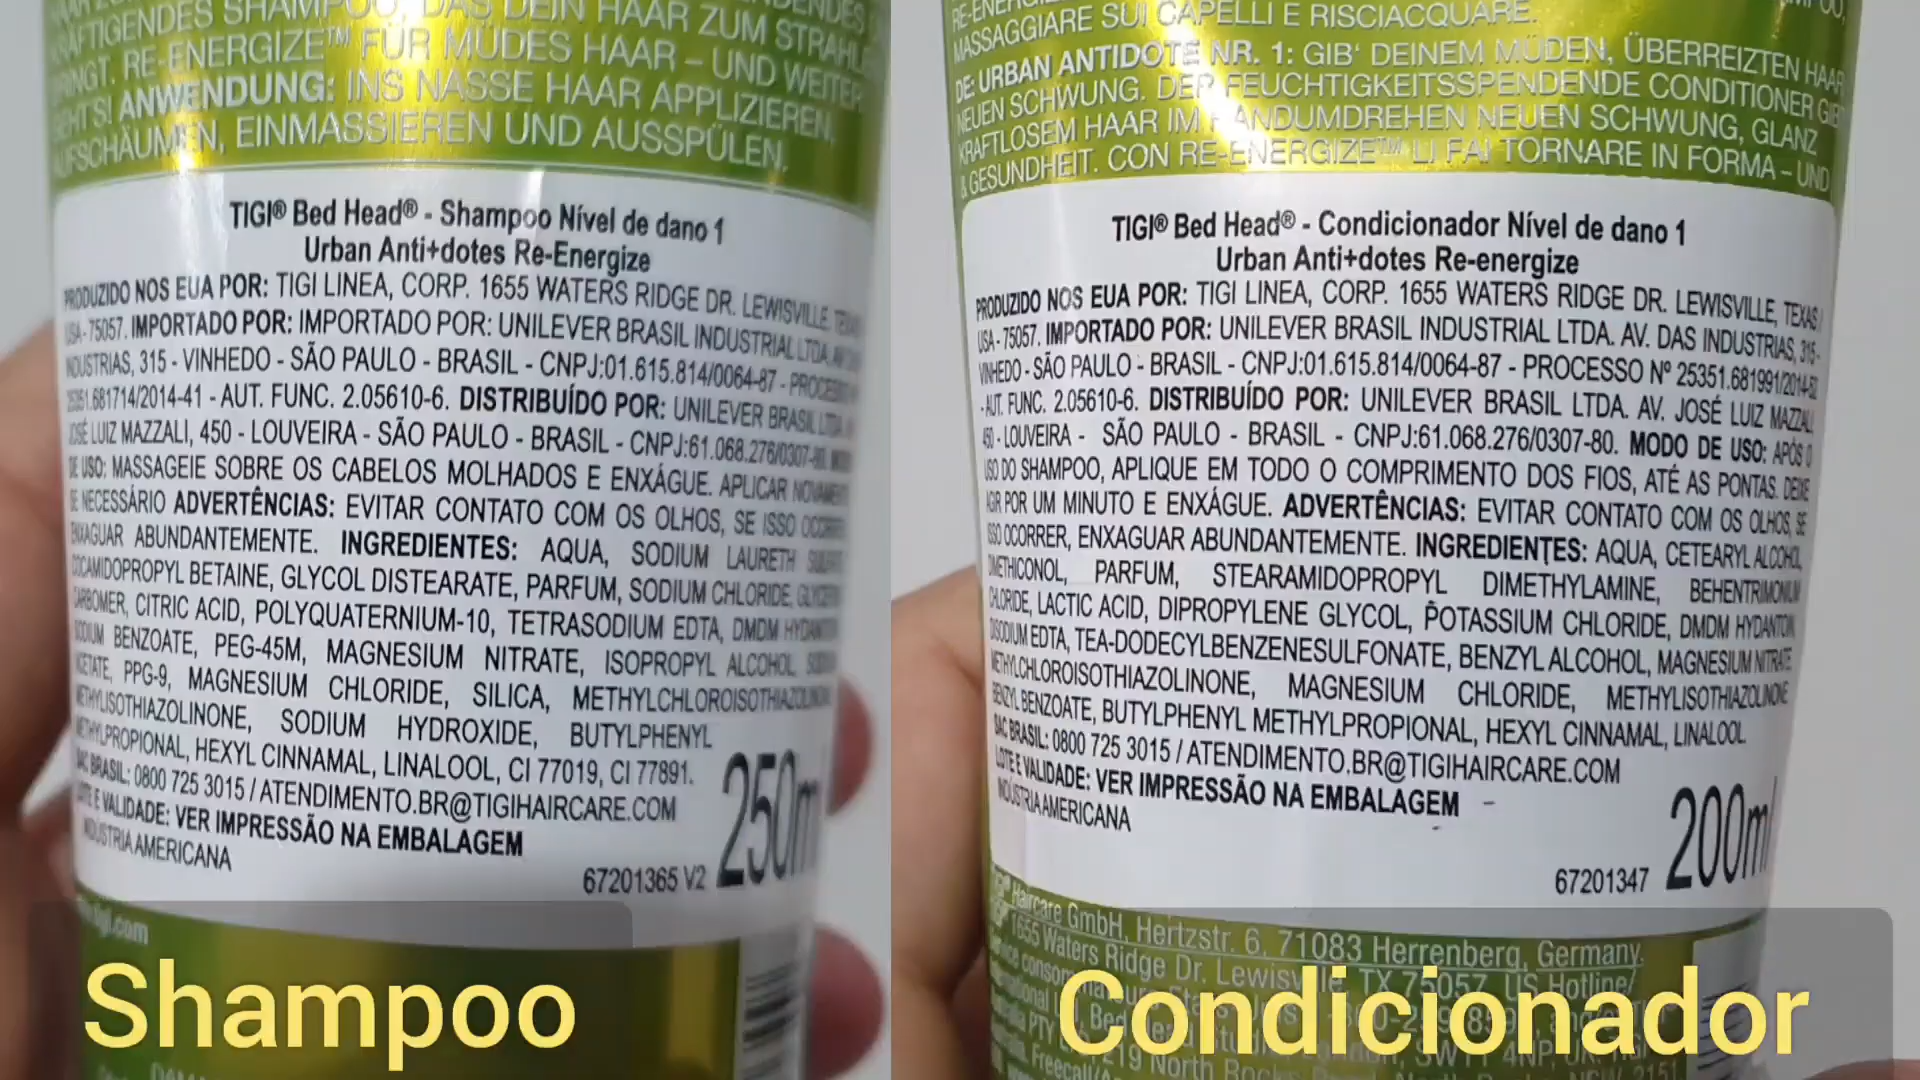 SHAMPOO, DAS DEIN HAAR ZUM
RE-ENERGIZE™ FÜR MÜDES HAAR – UND WEITER
ANWENDUNG: INS NASSE HAAR APPLIZIEREN,
EINMASSIEREN UND AUSSPÜLEN.
TIGI® Bed Head® - Shampoo Nível de dano 1
Urban Anti+dotes Re-Energize
PRODUZIDO NOS EUA POR: TIGI LINEA, CORP. 1655 WATERS RIDGE DR. LEWISVILLE,
USA - 75057. IMPORTADO POR: IMPORTADO POR: UNILEVER BRASIL INDUSTRIAL LTDA.
INDUSTRIAS, 315 - VINHEDO - SÃO PAULO - BRASIL - CNPJ:01.615.814/0064-87 -
25351.681714/2014-41 - AUT. FUNC. 2.05610-6. DISTRIBUÍDO POR: UNILEVER BRASIL
JOSÉ LUIZ MAZZALI, 450 - LOUVEIRA - SÃO PAULO - BRASIL - CNPJ:61.068.276/0307-80.
DE USO: MASSAGEIE SOBRE OS CABELOS MOLHADOS E ENXÁGUE. APLICAR NOVAMENTE
SE NECESSÁRIO ADVERTÊNCIAS: EVITAR CONTATO COM OS OLHOS, SE ISSO OCORRER
ENXAGUAR ABUNDANTEMENTE. INGREDIENTES: AQUA, SODIUM LAURETH
COCAMIDOPROPYL BETAINE, GLYCOL DISTEARATE, PARFUM, SODIUM CHLORIDE,
CARBOMER, CITRIC ACID, POLYQUATERNIUM-10, TETRASODIUM EDTA, DMDM
SODIUM BENZOATE, PEG-45M, MAGNESIUM NITRATE, ISOPROPYL ALCOHOL,
ACETATE, PPG-9, MAGNESIUM CHLORIDE, SILICA, METHYLCHLOROISOTHIAZOLINONE
METHYLISOTHIAZOLINONE, SODIUM HYDROXIDE, BUTYLPHENYL
METHYLPROPIONAL, HEXYL CINNAMAL, LINALOOL, CI 77019, CI 77891.
SAC BRASIL: 0800 725 3015 / ATENDIMENTO.BR@TIGIHAIRCARE.COM
LOTE E VALIDADE: VER IMPRESSÃO NA EMBALAGEM
INDÚSTRIA AMERICANA
67201365 V2
250m
Shampoo
MASSAGGIARE SUI CAPELLI E RISCIACQUARE.
DE: URBAN ANTIDOTE NR. 1: GIB' DEINEM MÜDEN, ÜBERREIZTEN HAAR
NEUEN SCHWUNG. DER FEUCHTIGKEITSSPENDENDE CONDITIONER GIBT
KRAFTLOSEM HAAR IM HANDUMDREHEN NEUEN SCHWUNG, GLANZ
& GESUNDHEIT. CON RE-ENERGIZE™ LI FAI TORNARE IN FORMA – UND
TIGI® Bed Head® - Condicionador Nível de dano 1
Urban Anti+dotes Re-energize
PRODUZIDO NOS EUA POR: TIGI LINEA, CORP. 1655 WATERS RIDGE DR. LEWISVILLE, TEXAS
USA - 75057. IMPORTADO POR: UNILEVER BRASIL INDUSTRIAL LTDA. AV. DAS INDUSTRIAS, 315 -
VINHEDO - SÃO PAULO - BRASIL - CNPJ:01.615.814/0064-87 - PROCESSO Nº
- AUT. FUNC. 2.05610-6. DISTRIBUÍDO POR: UNILEVER BRASIL LTDA. AV. JOSÉ LUIZ MAZZALI,
450 - LOUVEIRA - SÃO PAULO - BRASIL - CNPJ:61.068.276/0307-80. MODO DE USO: APÓS O
USO DO SHAMPOO, APLIQUE EM TODO O COMPRIMENTO DOS FIOS, ATÉ AS PONTAS. DEIXE
AGIR POR UM MINUTO E ENXÁGUE. ADVERTÊNCIAS: EVITAR CONTATO COM OS OLHOS, SE
ISSO OCORRER, ENXAGUAR ABUNDANTEMENTE. INGREDIENTES: AQUA, CETEARYL ALCOHOL,
DIMETHICONOL, PARFUM, STEARAMIDOPROPYL DIMETHYLAMINE, BEHENTRIMONIUM
CHLORIDE, LACTIC ACID, DIPROPYLENE GLYCOL, POTASSIUM CHLORIDE, DMDM HYDANTOIN,
DISODIUM EDTA, TEA-DODECYLBENZENESULFONATE, BENZYL ALCOHOL, MAGNESIUM NITRATE
METHYLCHLOROISOTHIAZOLINONE, MAGNESIUM CHLORIDE, METHYLISOTHIAZOLINONE
BENZYL BENZOATE, BUTYLPHENYL METHYLPROPIONAL, HEXYL CINNAMAL, LINALOOL
SAC BRASIL: 0800 725 3015 / ATENDIMENTO.BR@TIGIHAIRCARE.COM
LOTE E VALIDADE: VER IMPRESSÃO NA EMBALAGEM
INDÚSTRIA AMERICANA
67201347
200ml
Haircare GmbH, Hertzstr. 6, 71083 Herrenberg, Germany.
1655 Waters Ridge Dr. Lewisville, TX 75057. US Hotline/
Condicionador